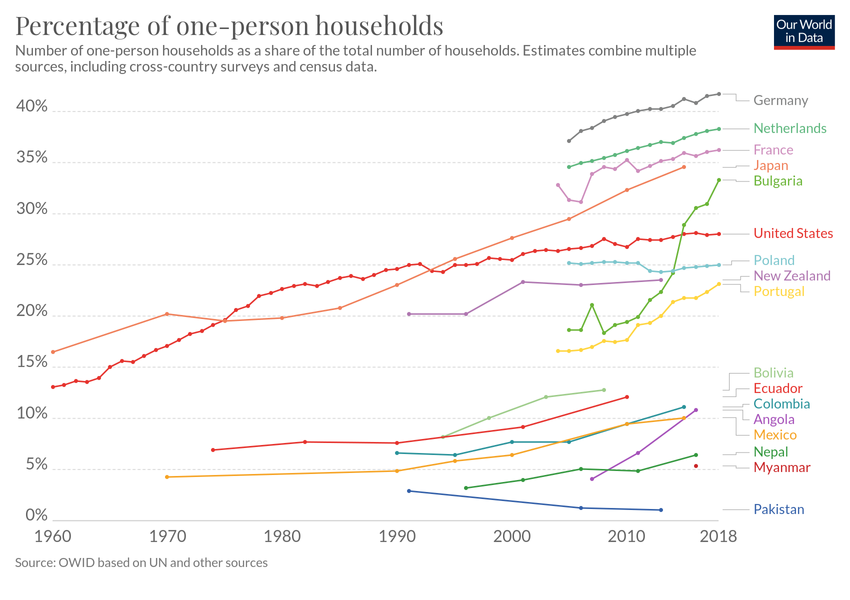 Percentage of one-person households
Our World
in Data
Number of one-person households as a share of the total number of households. Estimates combine multiple
sources, including cross-country surveys and census data.
40%
35%
30%
25%
20%
15%
10%
5%
0%
Germany
Netherlands
France
Japan
Bulgaria
United States
Poland
New Zealand
Portugal
Bolivia
Ecuador
Colombia
Angola
Mexico
Nepal
Myanmar
Pakistan
1960 1970 1980 1990 2000 2010 2018
Source: OWID based on UN and other sources